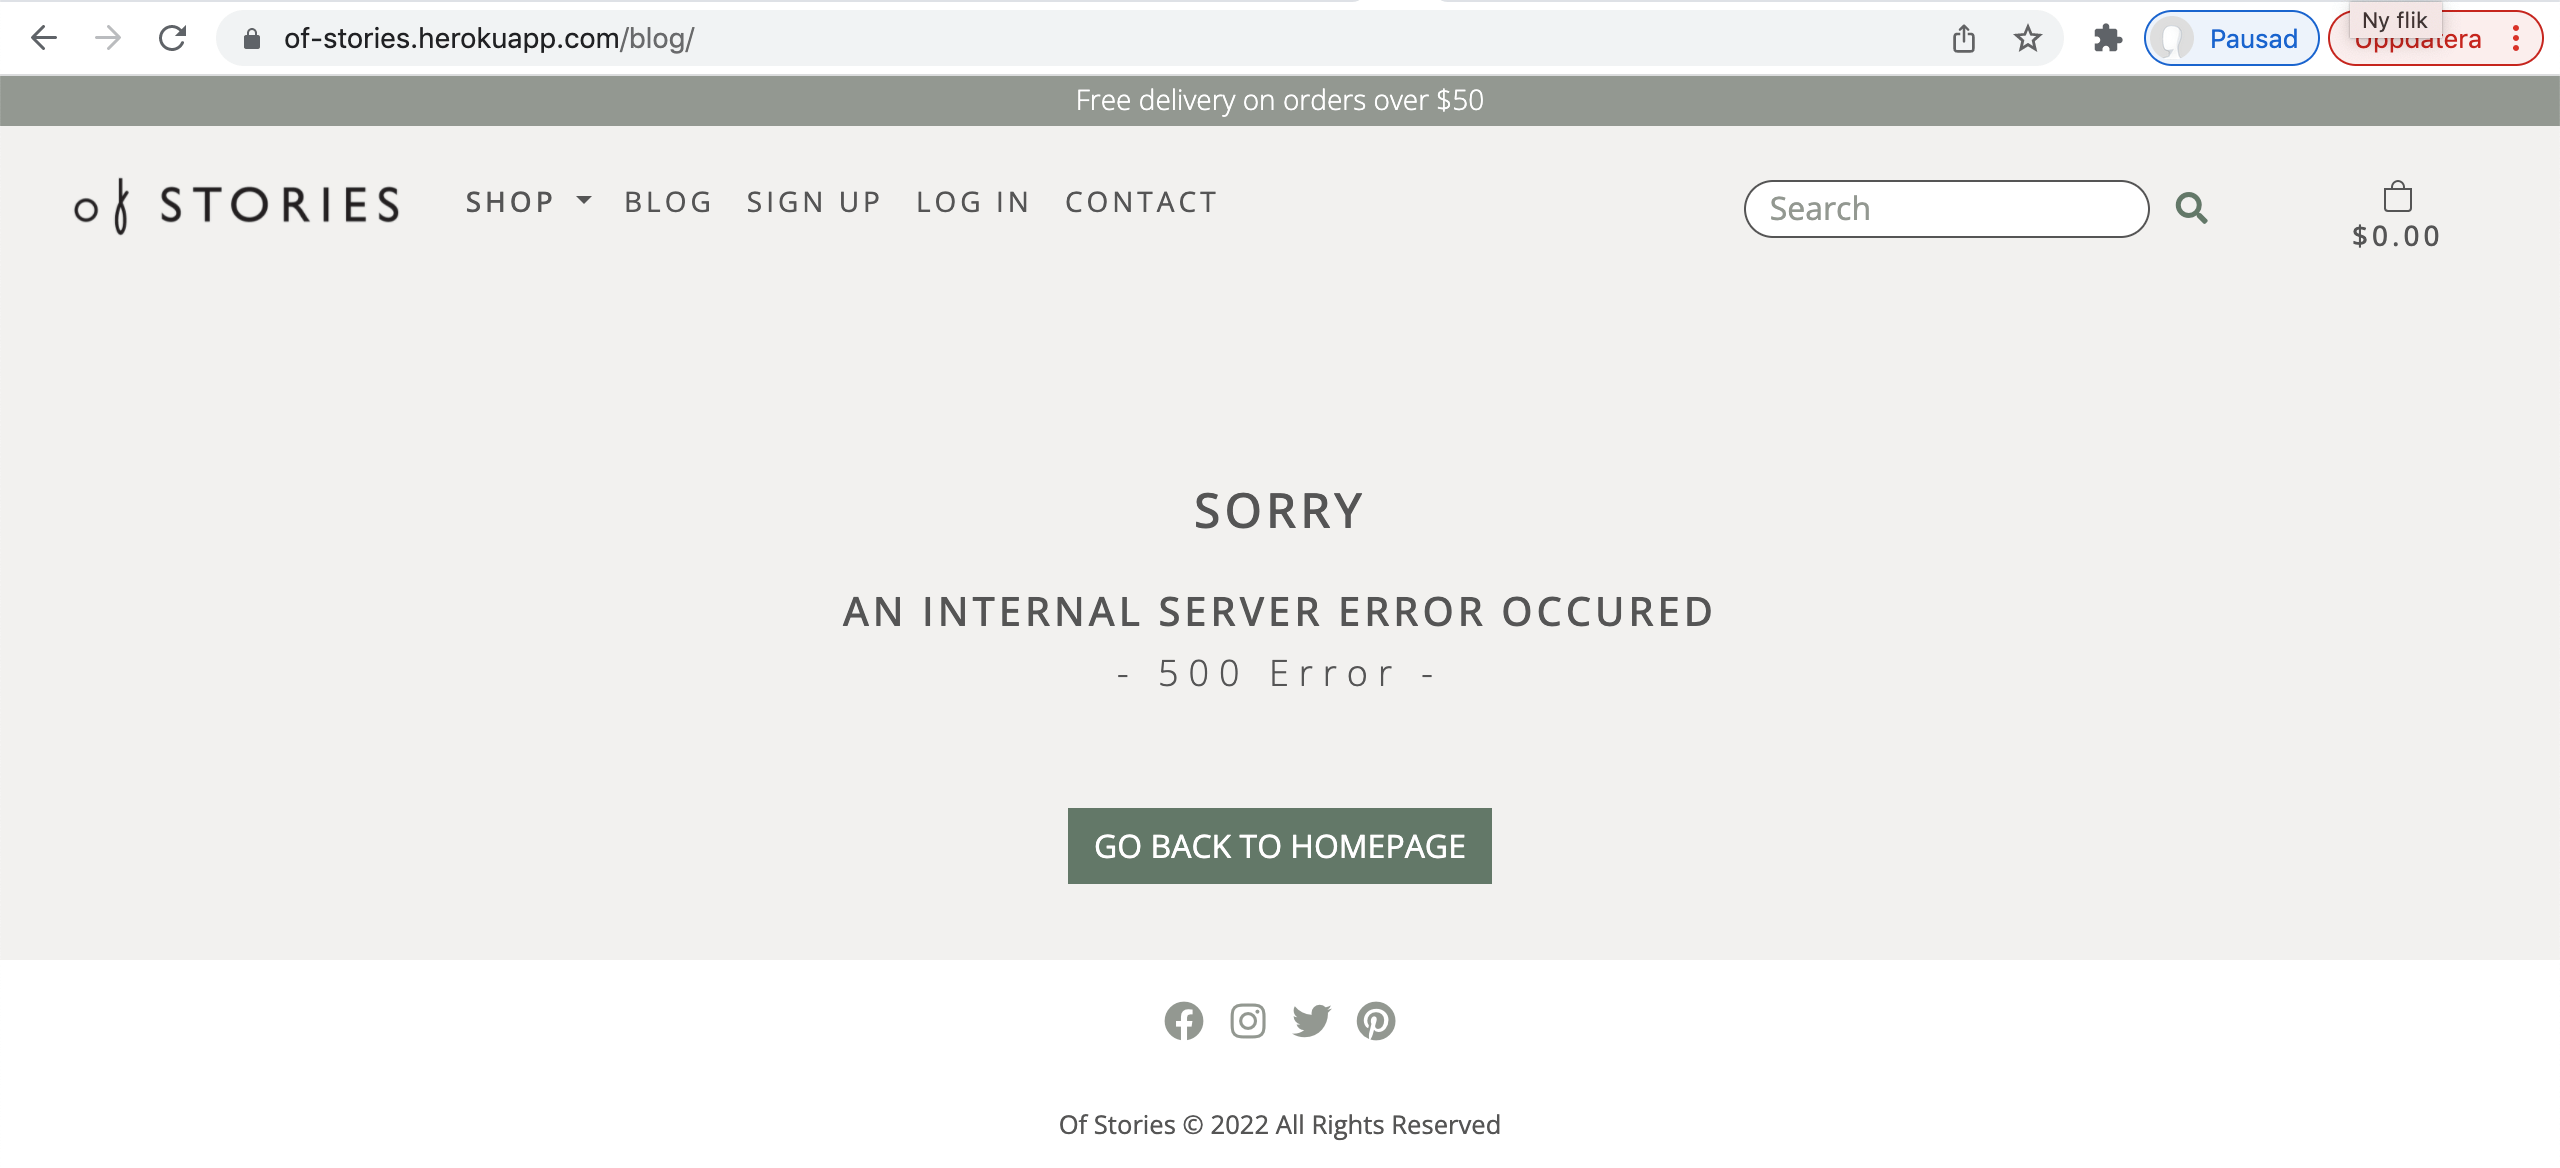 Ny flik
of-stories.herokuapp.com/blog/
Pausad
Uppdatera
Free delivery on orders over $50
of STORIES
SHOP
BLOG
SIGN UP
LOG IN
CONTACT
Search
$0.00
SORRY
AN INTERNAL SERVER ERROR OCCURED
- 500 Error -
GO BACK TO HOMEPAGE
Of Stories © 2022 All Rights Reserved